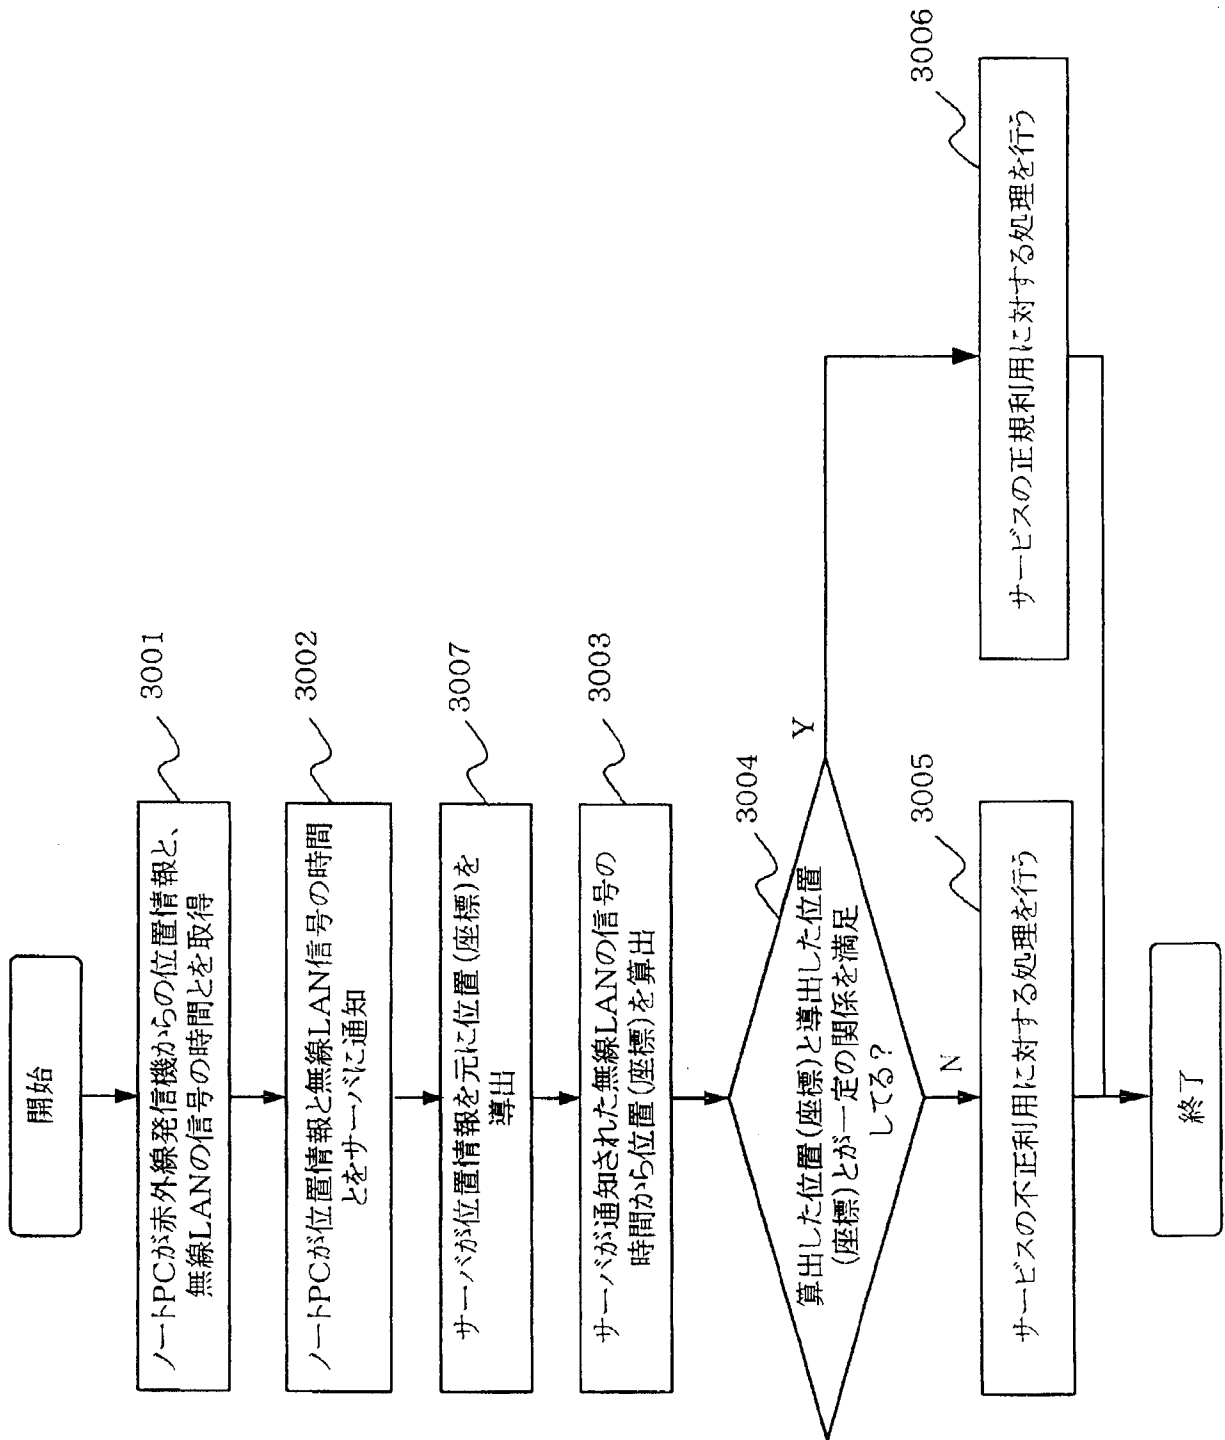 開始
3001
ノートPCが赤外線発信機からの位置情報と、
無線LANの信号の時間とを取得
3002
ノートPCが位置情報と無線LAN信号の時間
とをサーバに通知
3007
サーバが位置情報を元に位置(座標)を
導出
3003
サーバが通知された無線LANの信号の
時間から位置(座標)を算出
3004
算出した位置(座標)と導出した位置
(座標)とが一定の関係を満足
してる？
Y
N
3005
サービスの不正利用に対する処理を行う
3006
サービスの正規利用に対する処理を行う
終了